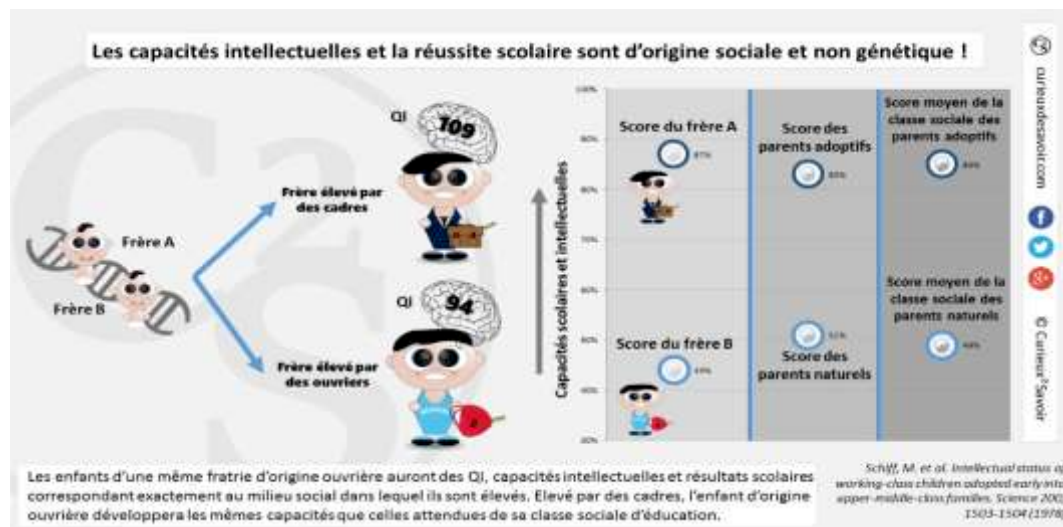 Les capacités intellectuelles et la réussite scolaire sont d'origine sociale et non génétique !
QI
109
Frère élevé par
des cadres
Frère A
Frère B
QI
94
Frère élevé par
des ouvriers
Capacités scolaires et intellectuelles
100%
70%
Score du frère A
87%
Score des
parents adoptifs
Score moyen de la
classe sociale des
parents adoptifs
Score du frère B
Score des
parents naturels
Score moyen de la
classe sociale des
parents naturels
curieuxdesavoir.com
© Curieux²Savoir
Les enfants d'une même fratrie d'origine ouvrière auront des QI, capacités intellectuelles et résultats scolaires
correspondant exactement au milieu social dans lequel ils sont élevés. Elevé par des cadres, l'enfant d'origine
ouvrière développera les mêmes capacités que celles attendues de sa classe sociale d'éducation.
Schiff, M. et al. Intellectual status of
working-class children adopted early into
upper-middle-class families. Science
1503-1504 (1978